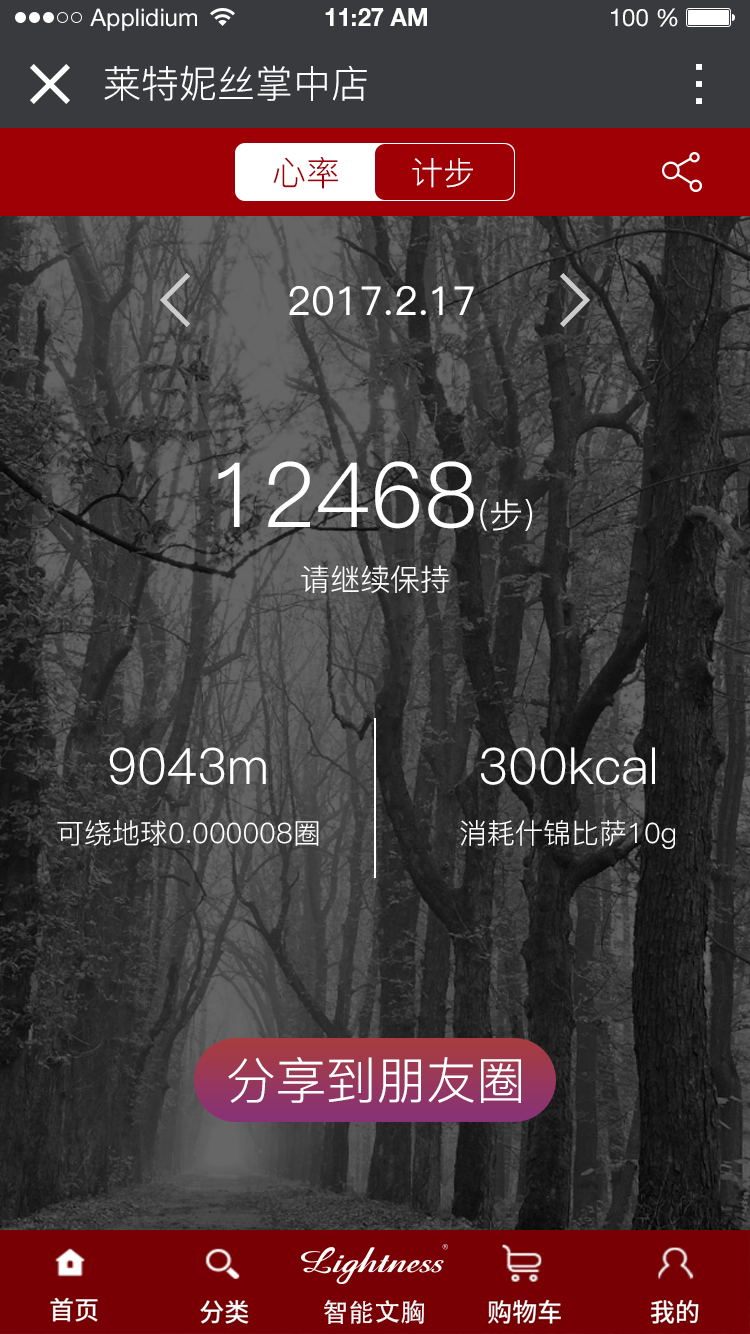 Applidium 11:27 AM 100 %
莱特妮丝掌中店
心率 计步
2017.2.17
12468(步)
请继续保持
9043m 300kcal
可绕地球0.000008圈 消耗什锦比萨10g
分享到朋友圈
Lightness®
首页 分类 智能文胸 购物车 我的